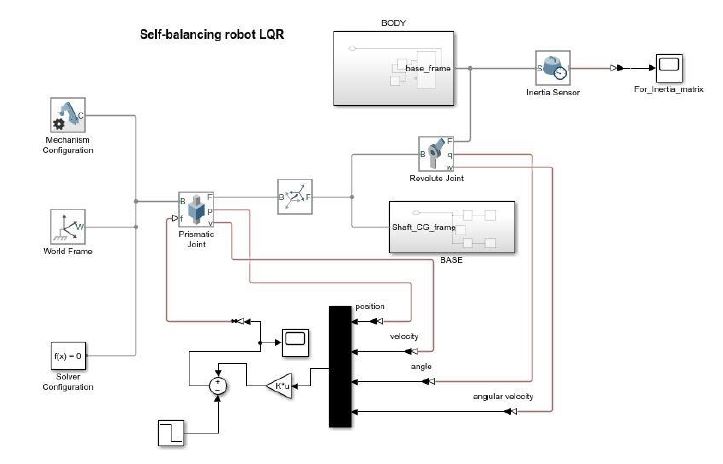 BODY
Self-balancing robot LQR
base_frame
S
I
Inertia Sensor
For_Inertia_matrix
C
Mechanism
Configuration
F
B
q
w
Revolute Joint
B
F
P
f
v
Prismatic
Joint
B
F
W
World Frame
Shaft_CG_frame
BASE
position
velocity
f(x) = 0
Solver
Configuration
angle
K*u
+
−
angular velocity